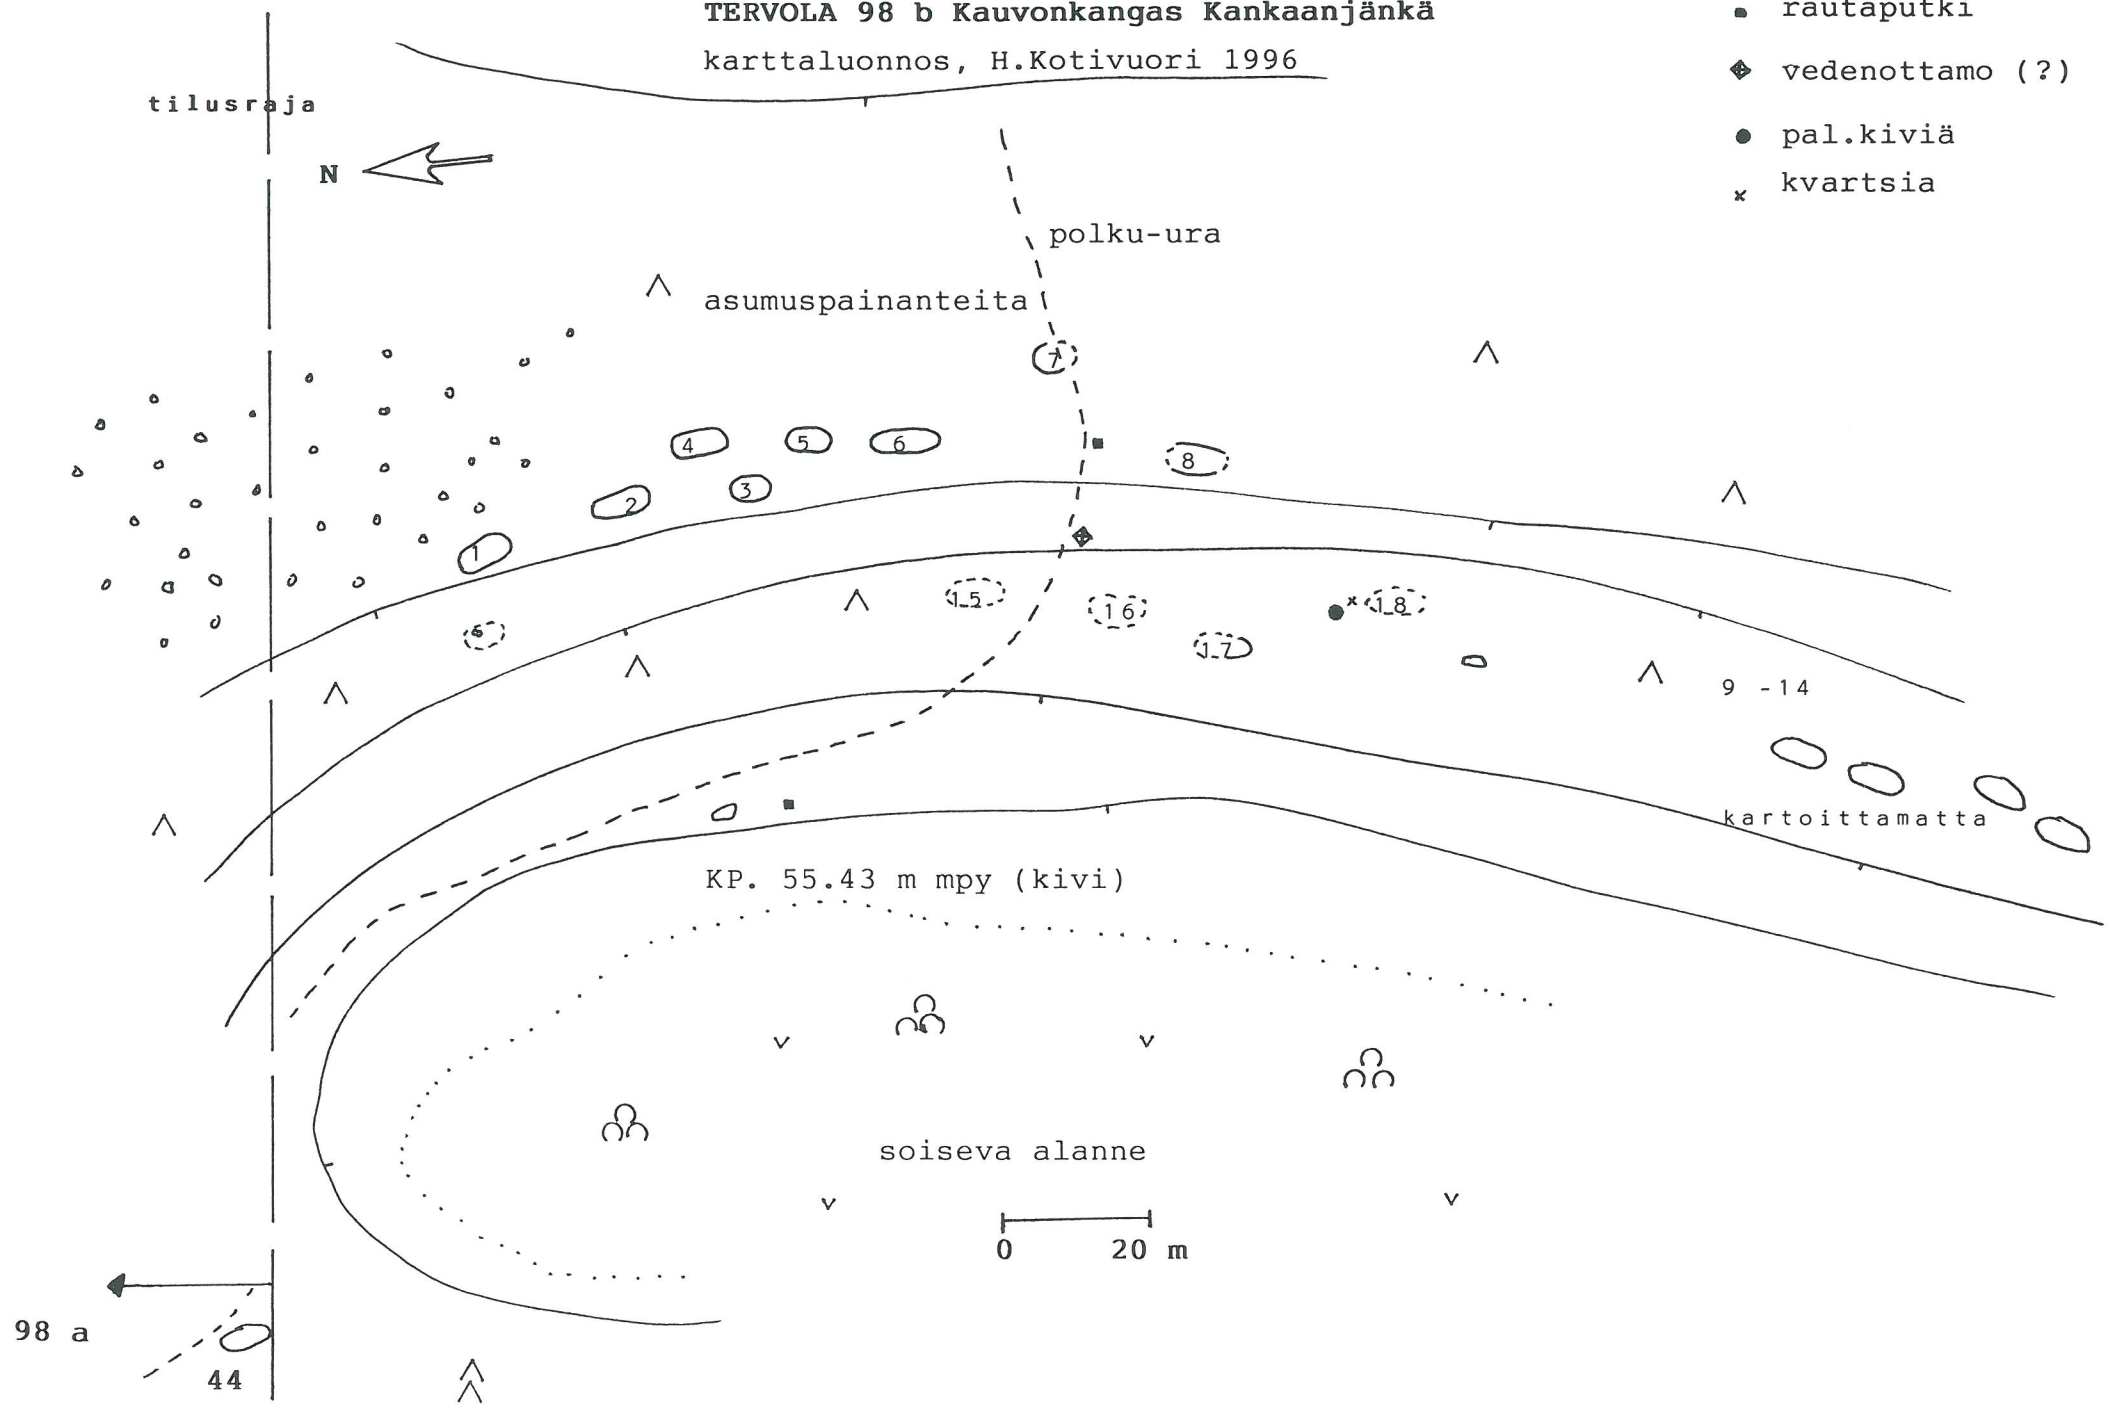 TERVOLA 98 b Kauvonkangas Kankaanjänkä
karttaluonnos, H.Kotivuori 1996
rautaputki
vedenottamo (?)
pal.kiviä
kvartsia
tilusraja
N
polku-ura
asumuspainanteita
7
4
5
6
8
3
2
1
15
16
18
17
9 -14
kartoittamatta
KP. 55.43 m mpy (kivi)
soiseva alanne
0 20 m
98 a
44